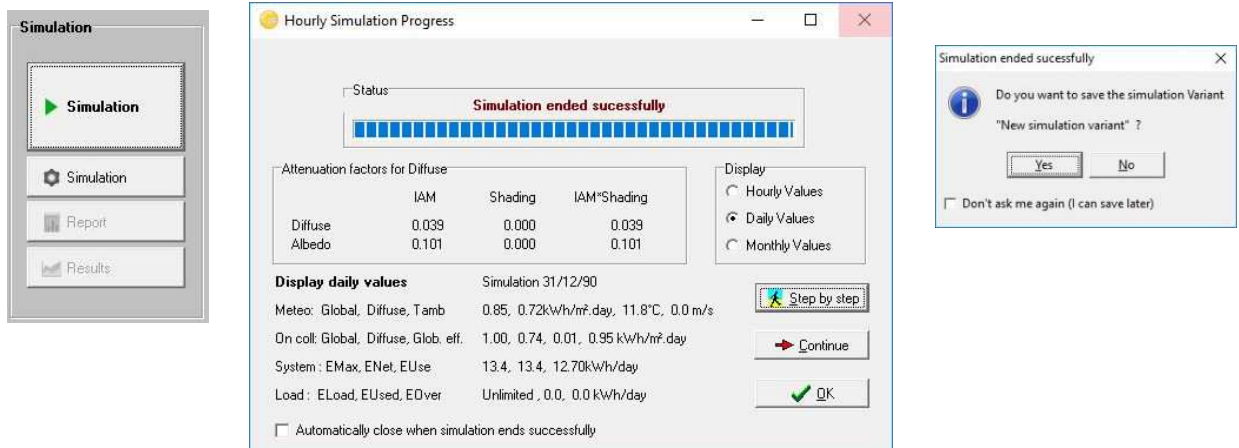 Simulation
Simulation
Simulation
Report
Results
Hourly Simulation Progress
Status
Simulation ended sucessfully
Attenuation factors for Diffuse
IAM Shading IAM*Shading
Diffuse 0.039 0.000 0.039
Albedo 0.101 0.000 0.101
Display
Hourly Values
Daily Values
Monthly Values
Display daily values Simulation 31/12/90
Meteo: Global, Diffuse, Tamb 0.85, 0.72kWh/m².day, 11.8°C, 0.0 m/s
On coll: Global, Diffuse, Glob. eff. 1.00, 0.74, 0.01, 0.95 kWh/m².day
System : EMax, ENet, EUse 13.4, 13.4, 12.70kWh/day
Load : ELoad, EUsed, EOver Unlimited , 0.0, 0.0 kWh/day
Automatically close when simulation ends successfully
Step by step
Continue
OK
Simulation ended sucessfully
Do you want to save the simulation Variant
"New simulation variant" ?
Yes No
Don't ask me again (I can save later)